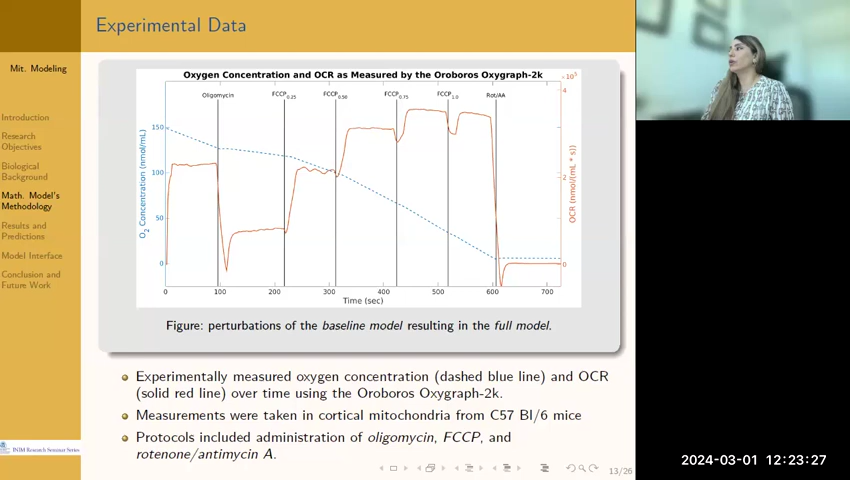 Experimental Data
Mit. Modeling
Introduction
Research
Objectives
Biological
Background
Math. Model's
Methodology
Results and
Predictions
Model Interface
Conclusion and
Future Work
INIM Research Seminar Series
Oxygen Concentration and OCR as Measured by the Oroboros Oxygraph-2k
Oligomycin
FCCP0.25
FCCP0.50
FCCP0.75
FCCP1.0
Rot/AA
×10^5
O2 Concentration (nmol/mL)
150
100
50
0
4
2
0
OCR (nmol/(mL * s))
0 100 200 300 400 500 600 700
Time (sec)
Figure: perturbations of the baseline model resulting in the full model.
Experimentally measured oxygen concentration (dashed blue line) and OCR
(solid red line) over time using the Oroboros Oxygraph-2k.
Measurements were taken in cortical mitochondria from C57 Bl/6 mice
Protocols included administration of oligomycin, FCCP, and
rotenone/antimycin A.
13/26
2024-03-01 12:23:27